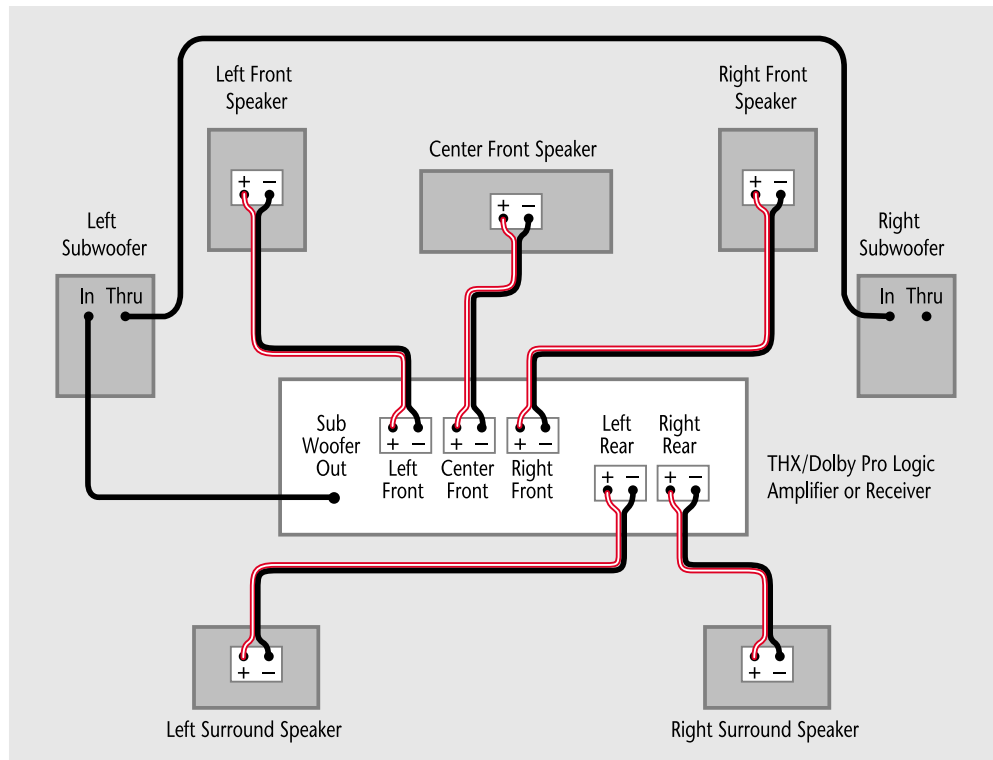 Left Front
Speaker
Right Front
Speaker
Center Front Speaker
+ −
+ −
+ −
Left
Subwoofer
Right
Subwoofer
In Thru
In Thru
Sub
Woofer
Out
+ −
Left
Front
+ −
Center
Front
+ −
Right
Front
Left
Rear
+ −
Right
Rear
+ −
THX/Dolby Pro Logic
Amplifier or Receiver
+ −
Left Surround Speaker
+ −
Right Surround Speaker